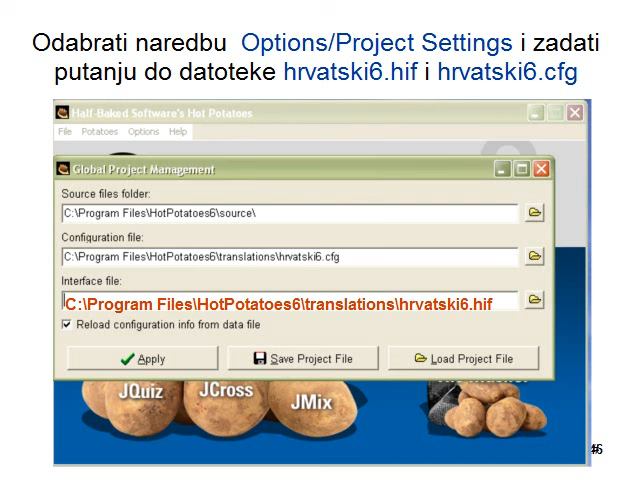 Odabrati naredbu Options/Project Settings i zadati
putanju do datoteke hrvatski6.hif i hrvatski6.cfg
Half-Baked Software's Hot Potatoes
File Potatoes Options Help
Global Project Management
Source files folder:
C:\Program Files\HotPotatoes6\source\
Configuration file:
C:\Program Files\HotPotatoes6\translations\hrvatski6.cfg
Interface file:
C:\Program Files\HotPotatoes6\translations\hrvatski6.hif
Reload configuration info from data file
Apply Save Project File Load Project File
JQuiz JCross JMix